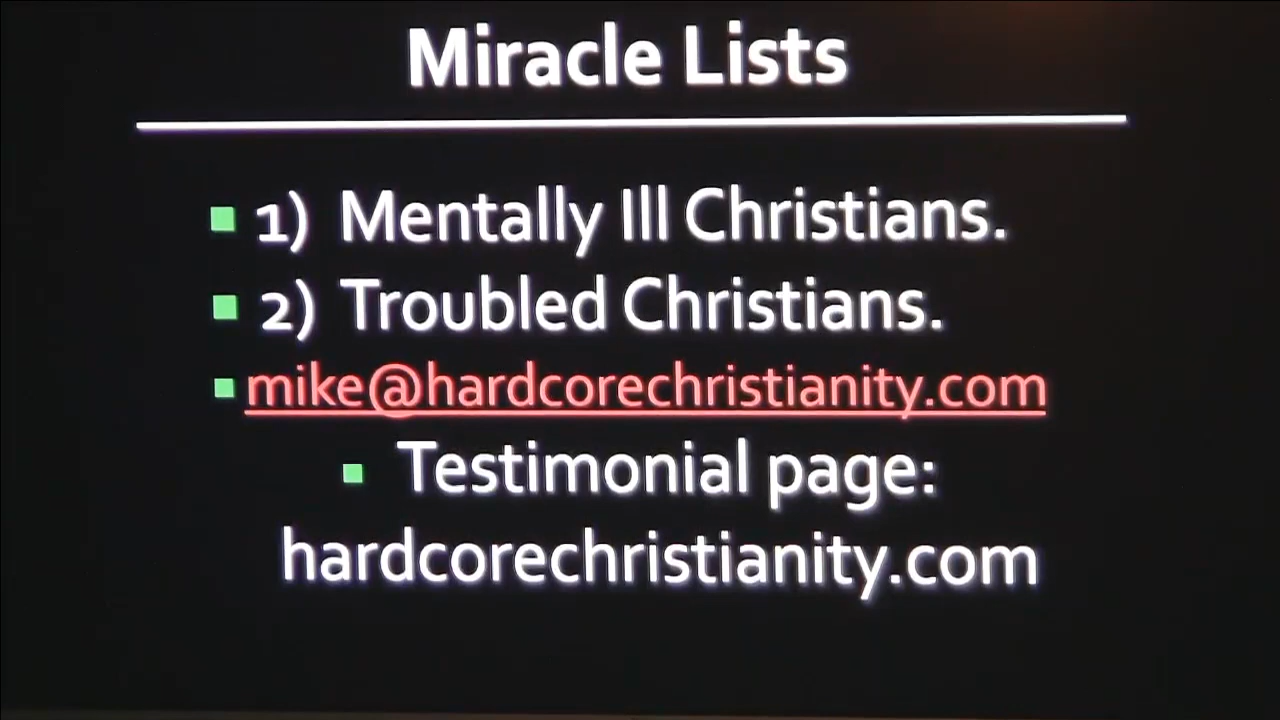 Miracle Lists
1) Mentally Ill Christians.
2) Troubled Christians.
mike@hardcorechristianity.com
Testimonial page:
hardcorechristianity.com